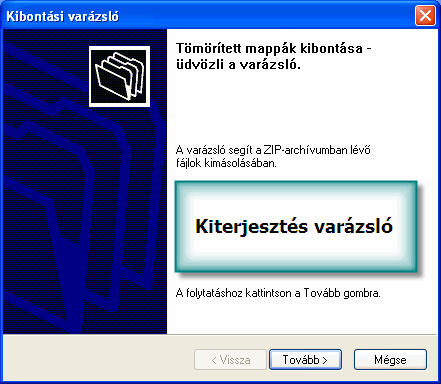 Kibontási varázsló
Tömörített mappák kibontása -
üdvözli a varázsló.
A varázsló segít a ZIP-archívumban lévő
fájlok kimásolásában.
Kiterjesztés varázsló
A folytatáshoz kattintson a Tovább gombra.
< Vissza Tovább > Mégse